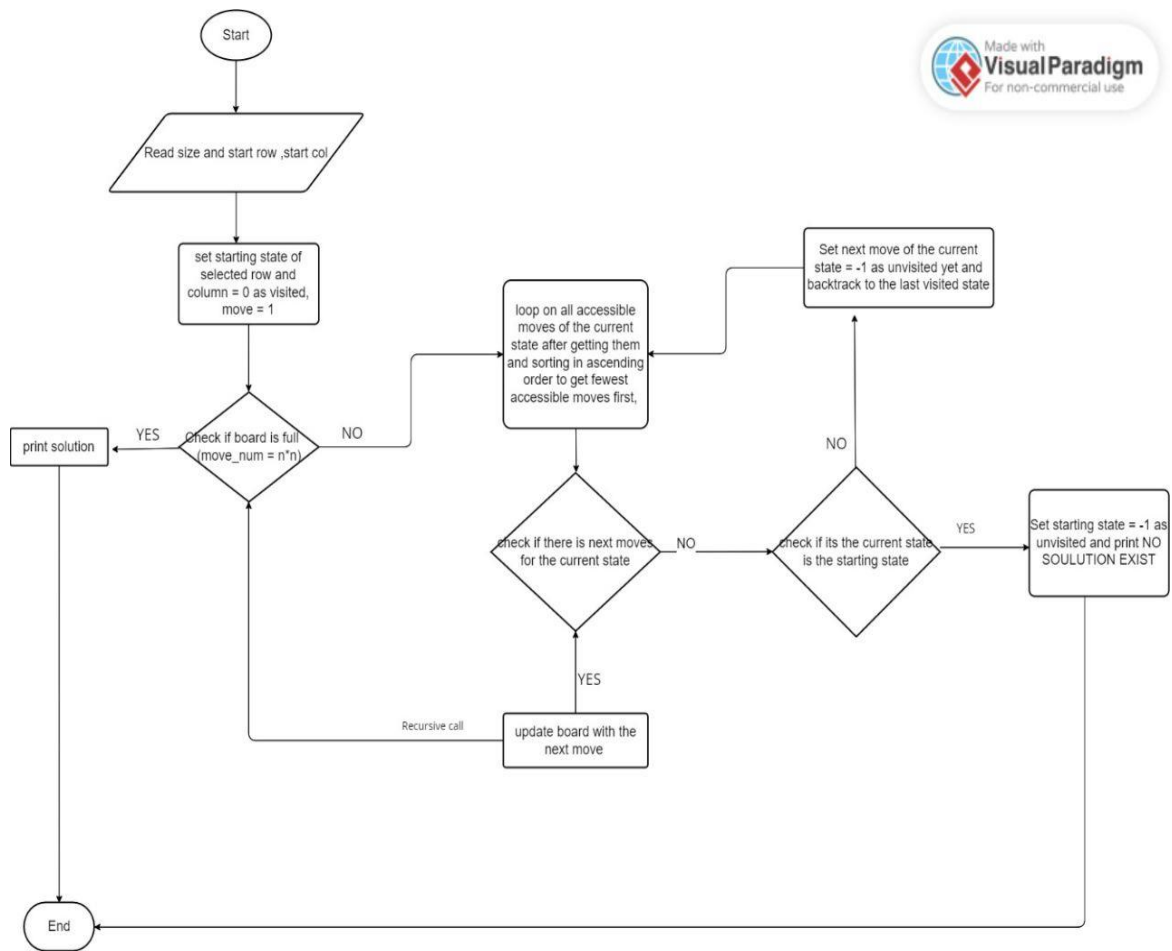 Start
Made with
Visual Paradigm
For non-commercial use
Read size and start row ,start col
set starting state of
selected row and
column = 0 as visited,
move = 1
Set next move of the current
state = -1 as unvisited yet and
backtrack to the last visited state
loop on all accessible
moves of the current
state after getting them
and sorting in ascending
order to get fewest
accessible moves first,
YES
Check if board is full
(move_num = n*n)
NO
print solution
NO
check if there is next moves
for the current state
NO
check if its the current state
is the starting state
YES
Set starting state = -1 as
unvisited and print NO
SOULUTION EXIST
YES
Recursive call
update board with the
next move
End